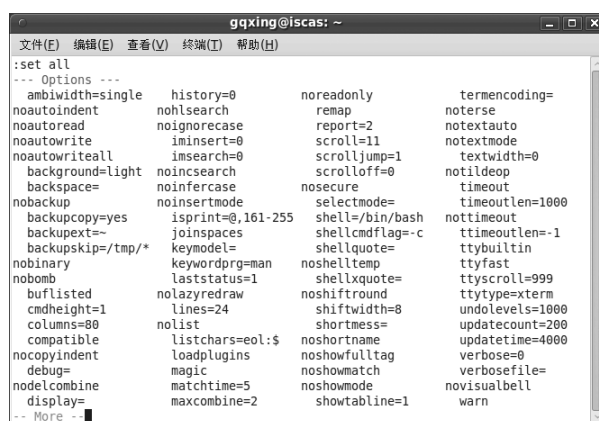 gqxing@iscas: ~
文件(F) 编辑(E) 查看(V) 终端(T) 帮助(H)
:set all
--- Options ---
  ambiwidth=single    history=0           noreadonly            termencoding=
noautoindent        nohlsearch            remap               noterse
noautoread          noignorecase          report=2            notextauto
noautowrite           iminsert=0          scroll=11           notextmode
noautowriteall        imsearch=0          scrolljump=1          textwidth=0
  background=light  noincsearch           scrolloff=0         notildeop
  backspace=        noinfercase         nosecure                timeout
nobackup            noinsertmode          selectmode=           timeoutlen=1000
  backupcopy=yes      isprint=@,161-255   shell=/bin/bash     nottimeout
  backupext=~         joinspaces          shellcmdflag=-c       ttimeoutlen=-1
  backupskip=/tmp/*   keymodel=           shellquote=           ttybuiltin
nobinary              keywordprg=man    noshelltemp             ttyfast
nobomb                laststatus=1        shellxquote=          ttyscroll=999
  buflisted         nolazyredraw        noshiftround            ttytype=xterm
  cmdheight=1         lines=24            shiftwidth=8          undolevels=1000
  columns=80        nolist                shortmess=            updatecount=200
  compatible          listchars=eol:$   noshortname             updatetime=4000
nocopyindent          loadplugins       noshowfulltag           verbose=0
  debug=              magic             noshowmatch             verbosefile=
nodelcombine          matchtime=5       noshowmode            novisualbell
  display=            maxcombine=2        showtabline=1         warn
-- More --